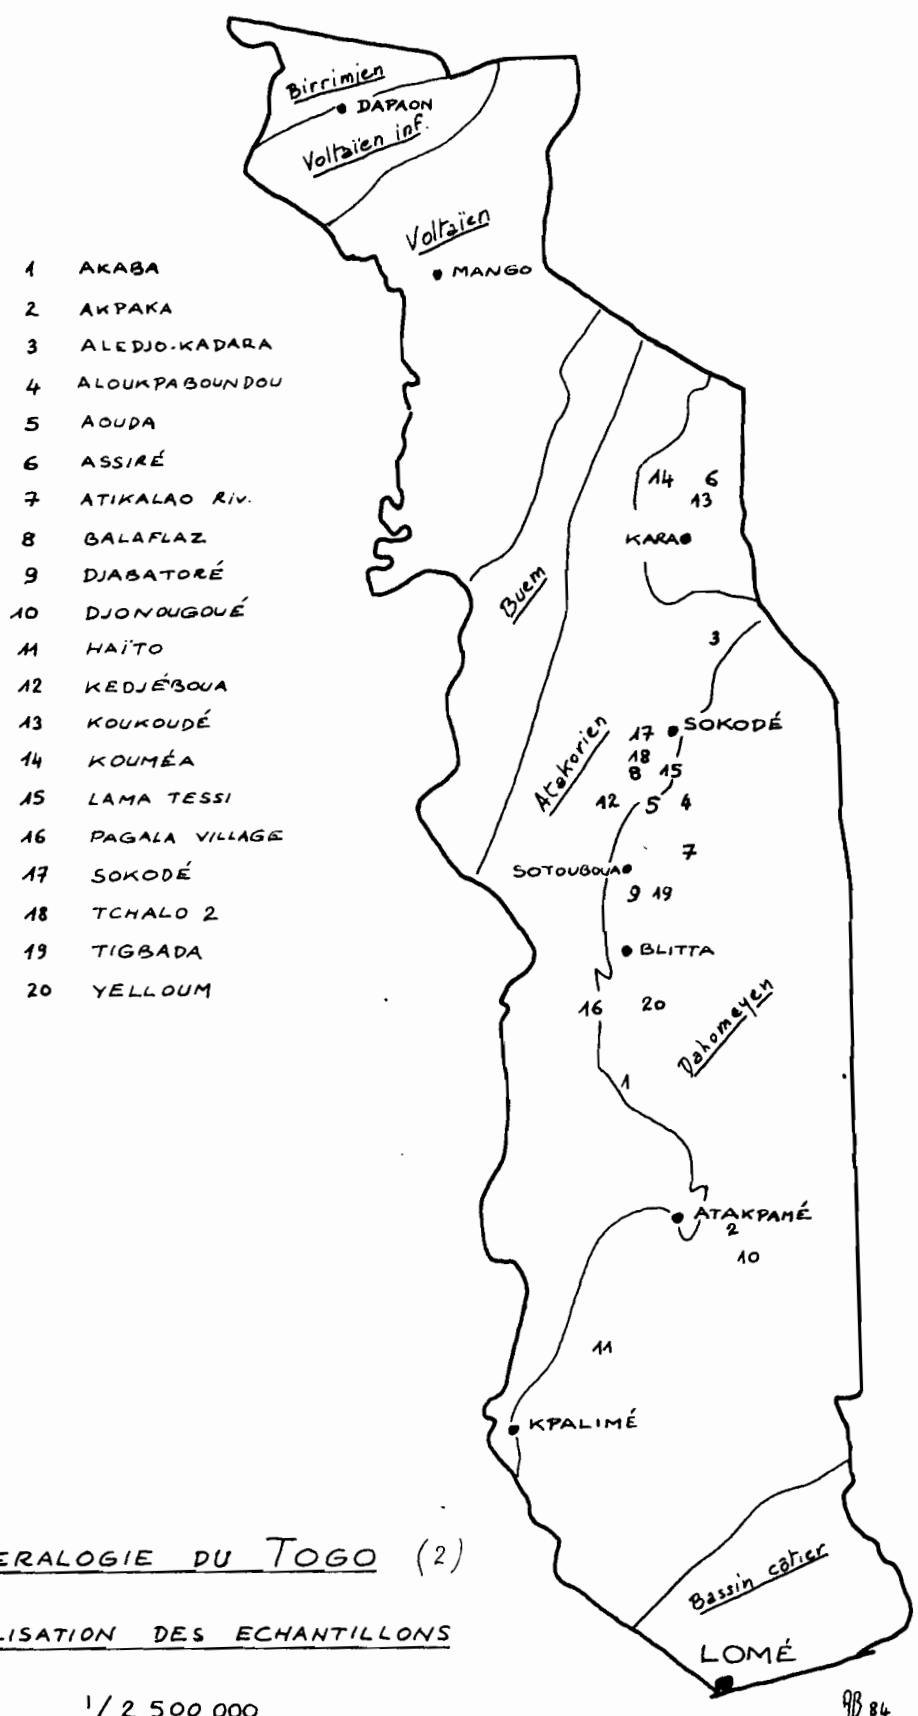 Birrimien
DAPAON
Voltaïen inf.
Voltaïen
MANGO
1 AKABA
2 AKPAKA
3 ALEDJO-KADARA
4 ALOUKPABOUNDOU
5 AOUDA
6 ASSIRÉ
7 ATIKALAO Riv.
8 BALAFLAZ
9 DJABATORÉ
10 DJONOUGOUÉ
11 HAÏTO
12 KEDJÉBOUA
13 KOUKOUDÉ
14 KOUMÉA
15 LAMA TESSI
16 PAGALA VILLAGE
17 SOKODÉ
18 TCHALO 2
19 TIGBADA
20 YELLOUM
14 6
13
KARA
Buem
3
Atakorien
17 SOKODÉ
18
8 15
12 5 4
7
SOTOUBOUA
9 19
BLITTA
16 20
Dahomeyen
1
ATAKPAMÉ
2
10
11
KPALIMÉ
ERALOGIE DU TOGO (2)
LISATION DES ECHANTILLONS
1/2 500 000
Bassin côtier
LOMÉ
AB 84